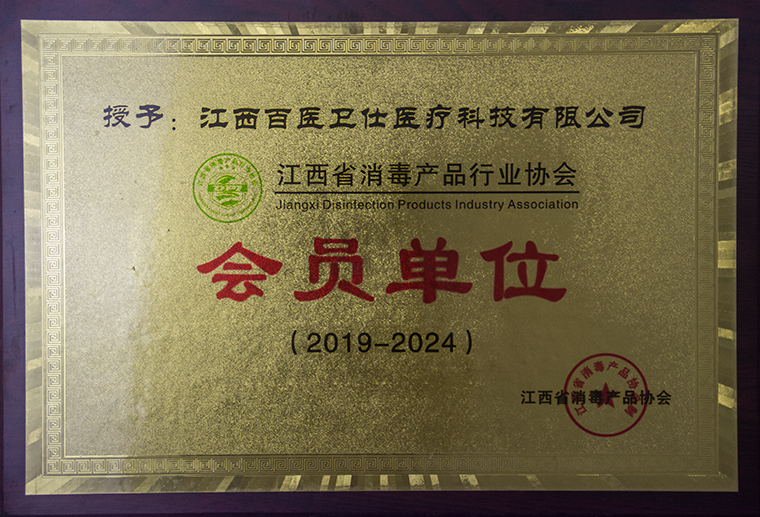 授予：江西百医卫仕医疗科技有限公司
江西省消毒产品行业协会
Jiangxi Disinfection Products Industry Association
会员单位
（2019-2024）
江西省消毒产品协会